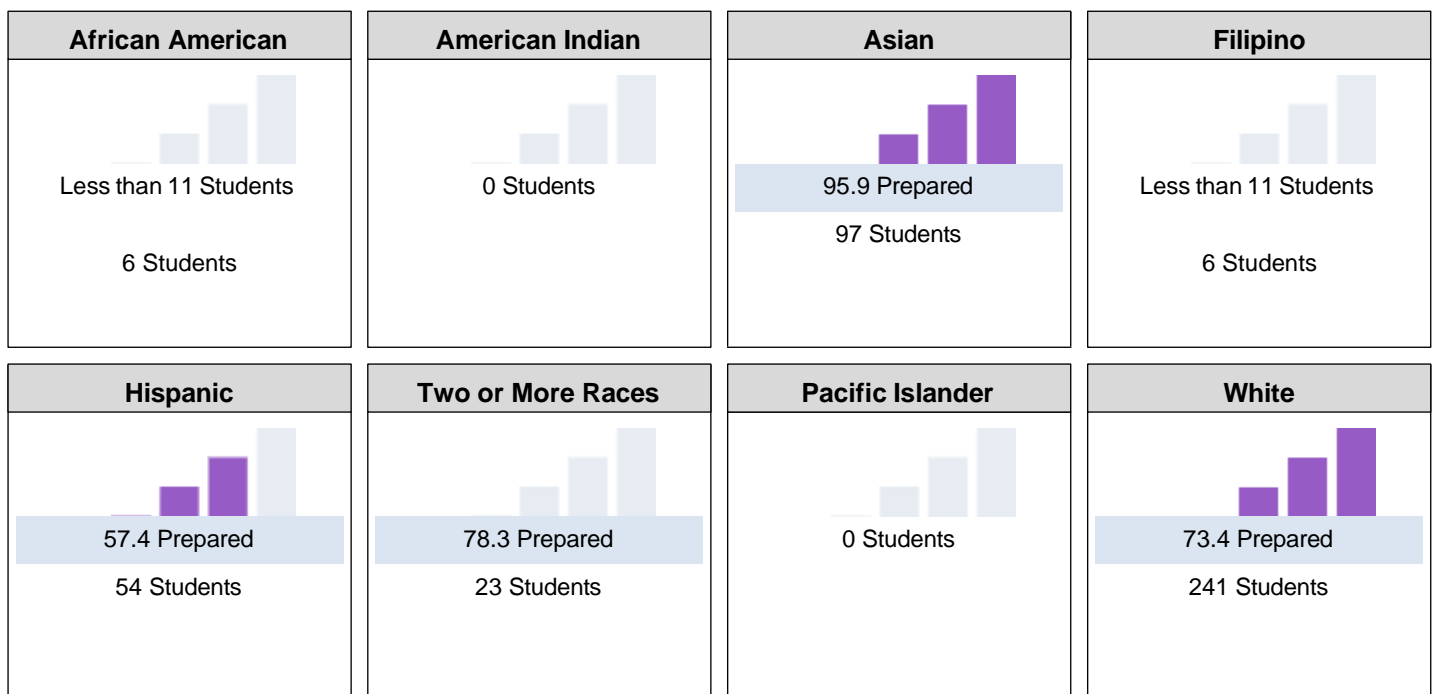 African American
Less than 11 Students
6 Students
American Indian
0 Students
Asian
95.9 Prepared
97 Students
Filipino
Less than 11 Students
6 Students
Hispanic
57.4 Prepared
54 Students
Two or More Races
78.3 Prepared
23 Students
Pacific Islander
0 Students
White
73.4 Prepared
241 Students